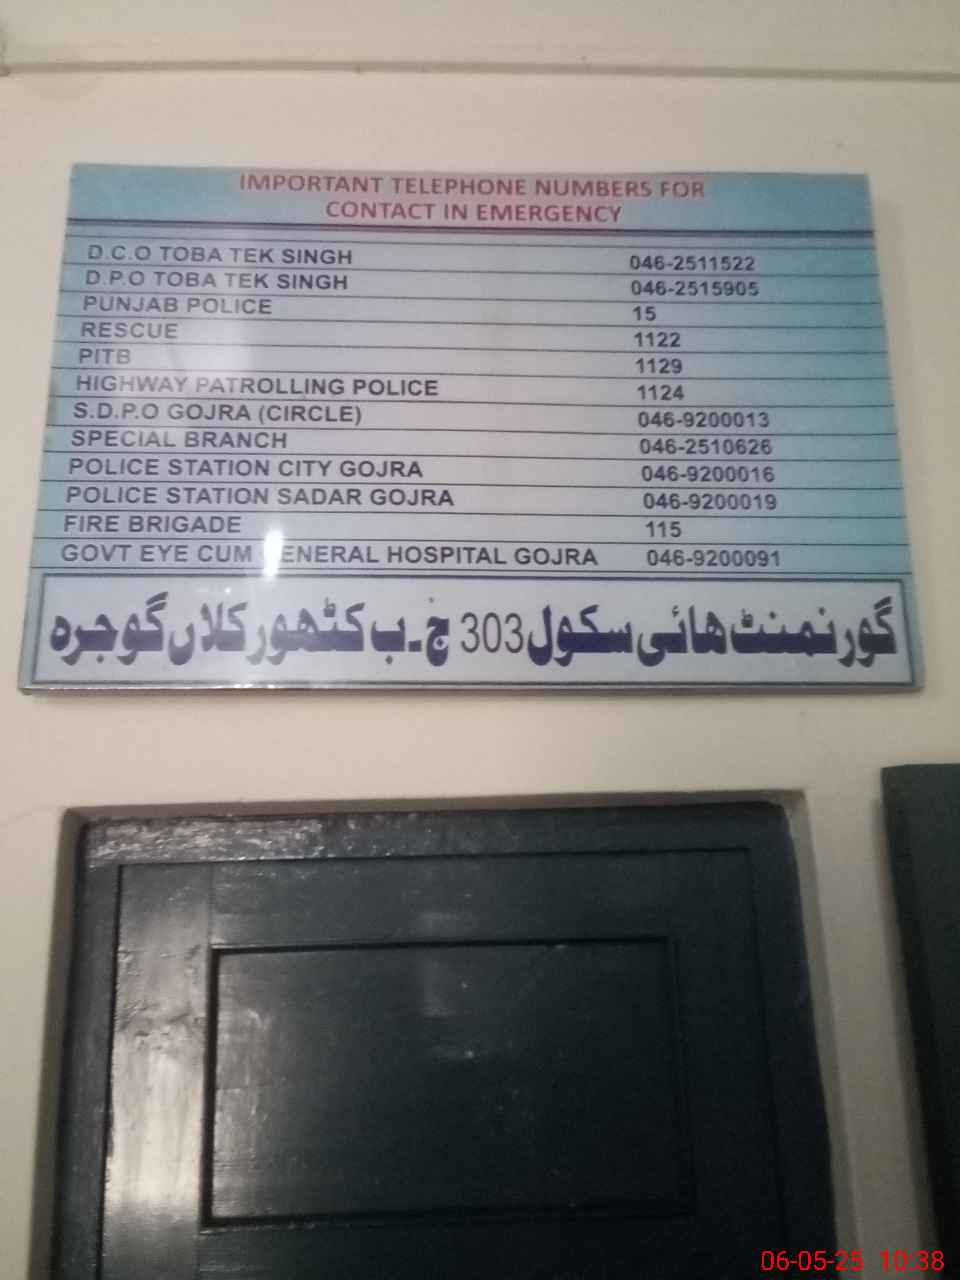 IMPORTANT TELEPHONE NUMBERS FOR
CONTACT IN EMERGENCY
D.C.O TOBA TEK SINGH 046-2511522
D.P.O TOBA TEK SINGH 046-2515905
PUNJAB POLICE 15
RESCUE 1122
PITB 1129
HIGHWAY PATROLLING POLICE 1124
S.D.P.O GOJRA (CIRCLE) 046-9200013
SPECIAL BRANCH 046-2510626
POLICE STATION CITY GOJRA 046-9200016
POLICE STATION SADAR GOJRA 046-9200019
FIRE BRIGADE 115
GOVT EYE CUM GENERAL HOSPITAL GOJRA 046-9200091
گورنمنٹ ھائی سکول 303 ج۔ب کٹھور کلاں گوجرہ
06-05-25 10:38